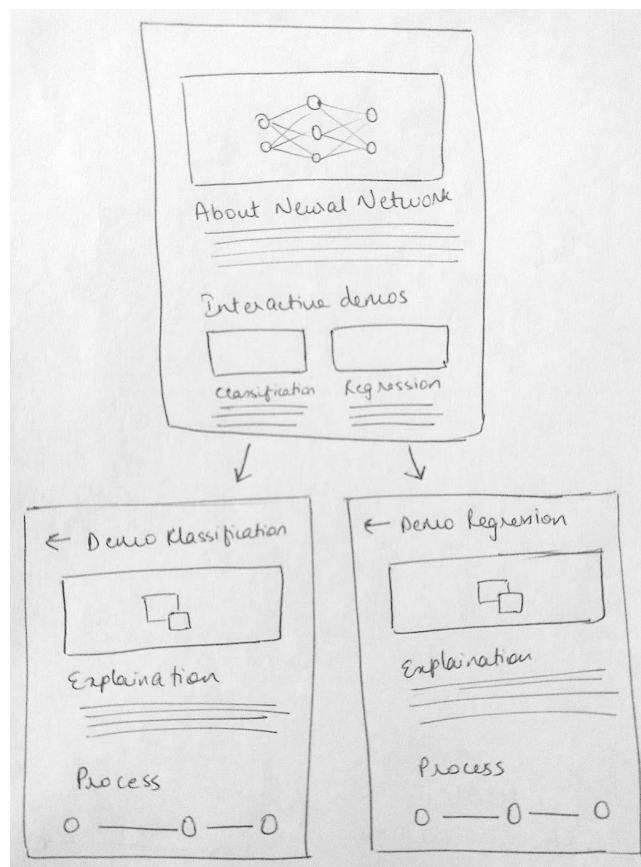 About Neural Network
Interactive demos
Classification
Regression
← Demo Klassification
Explaination
Process
← Demo Regression
Explaination
Process